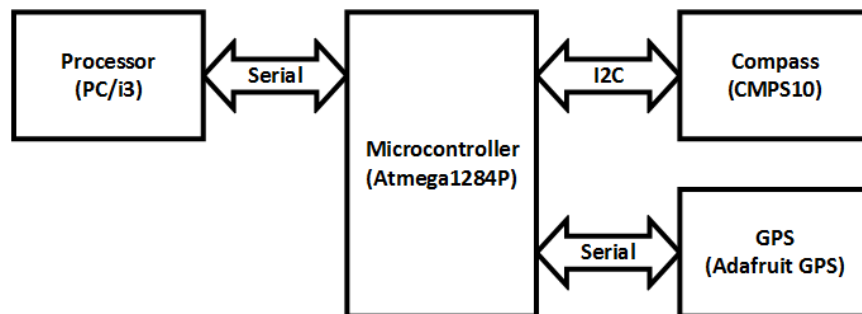 Processor
(PC/i3)
Serial
Microcontroller
(Atmega1284P)
I2C
Compass
(CMPS10)
Serial
GPS
(Adafruit GPS)